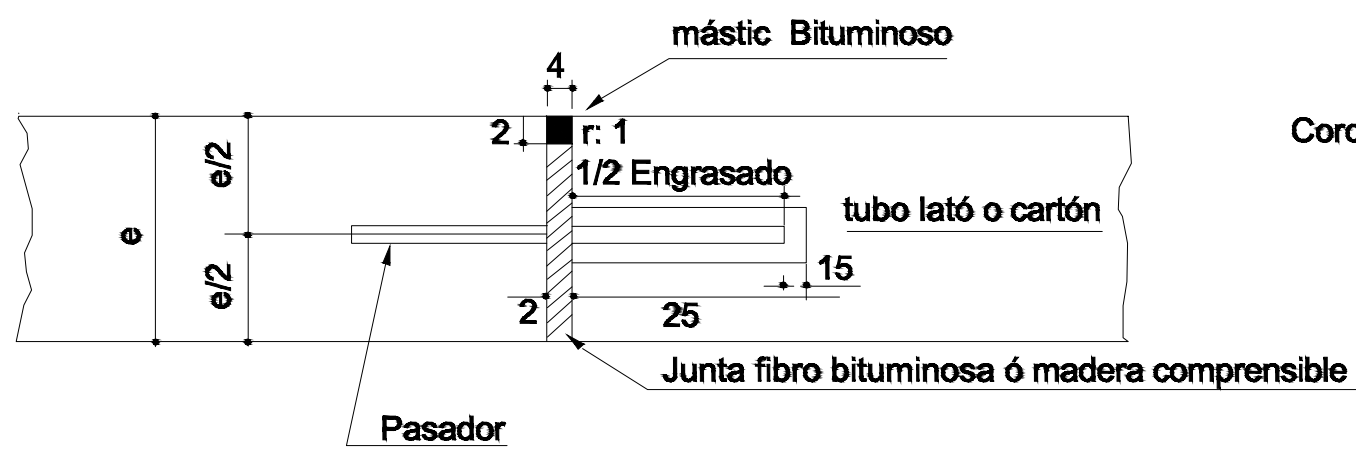 mástic Bituminoso
4
2 r: 1
Coro
1/2 Engrasado
e/2
tubo lató o cartón
e
e/2
15
2 25
Junta fibro bituminosa ó madera comprensible
Pasador